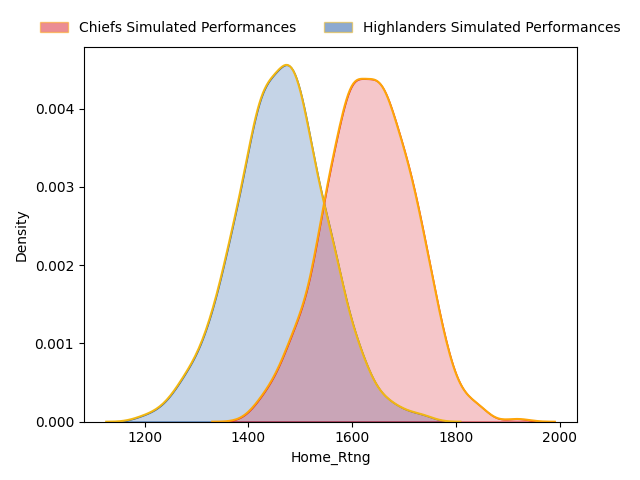 Chiefs Simulated Performances Highlanders Simulated Performances
0.004
0.003
0.002
0.001
0.000
Density
1200 1400 1600 1800 2000
Home_Rtng